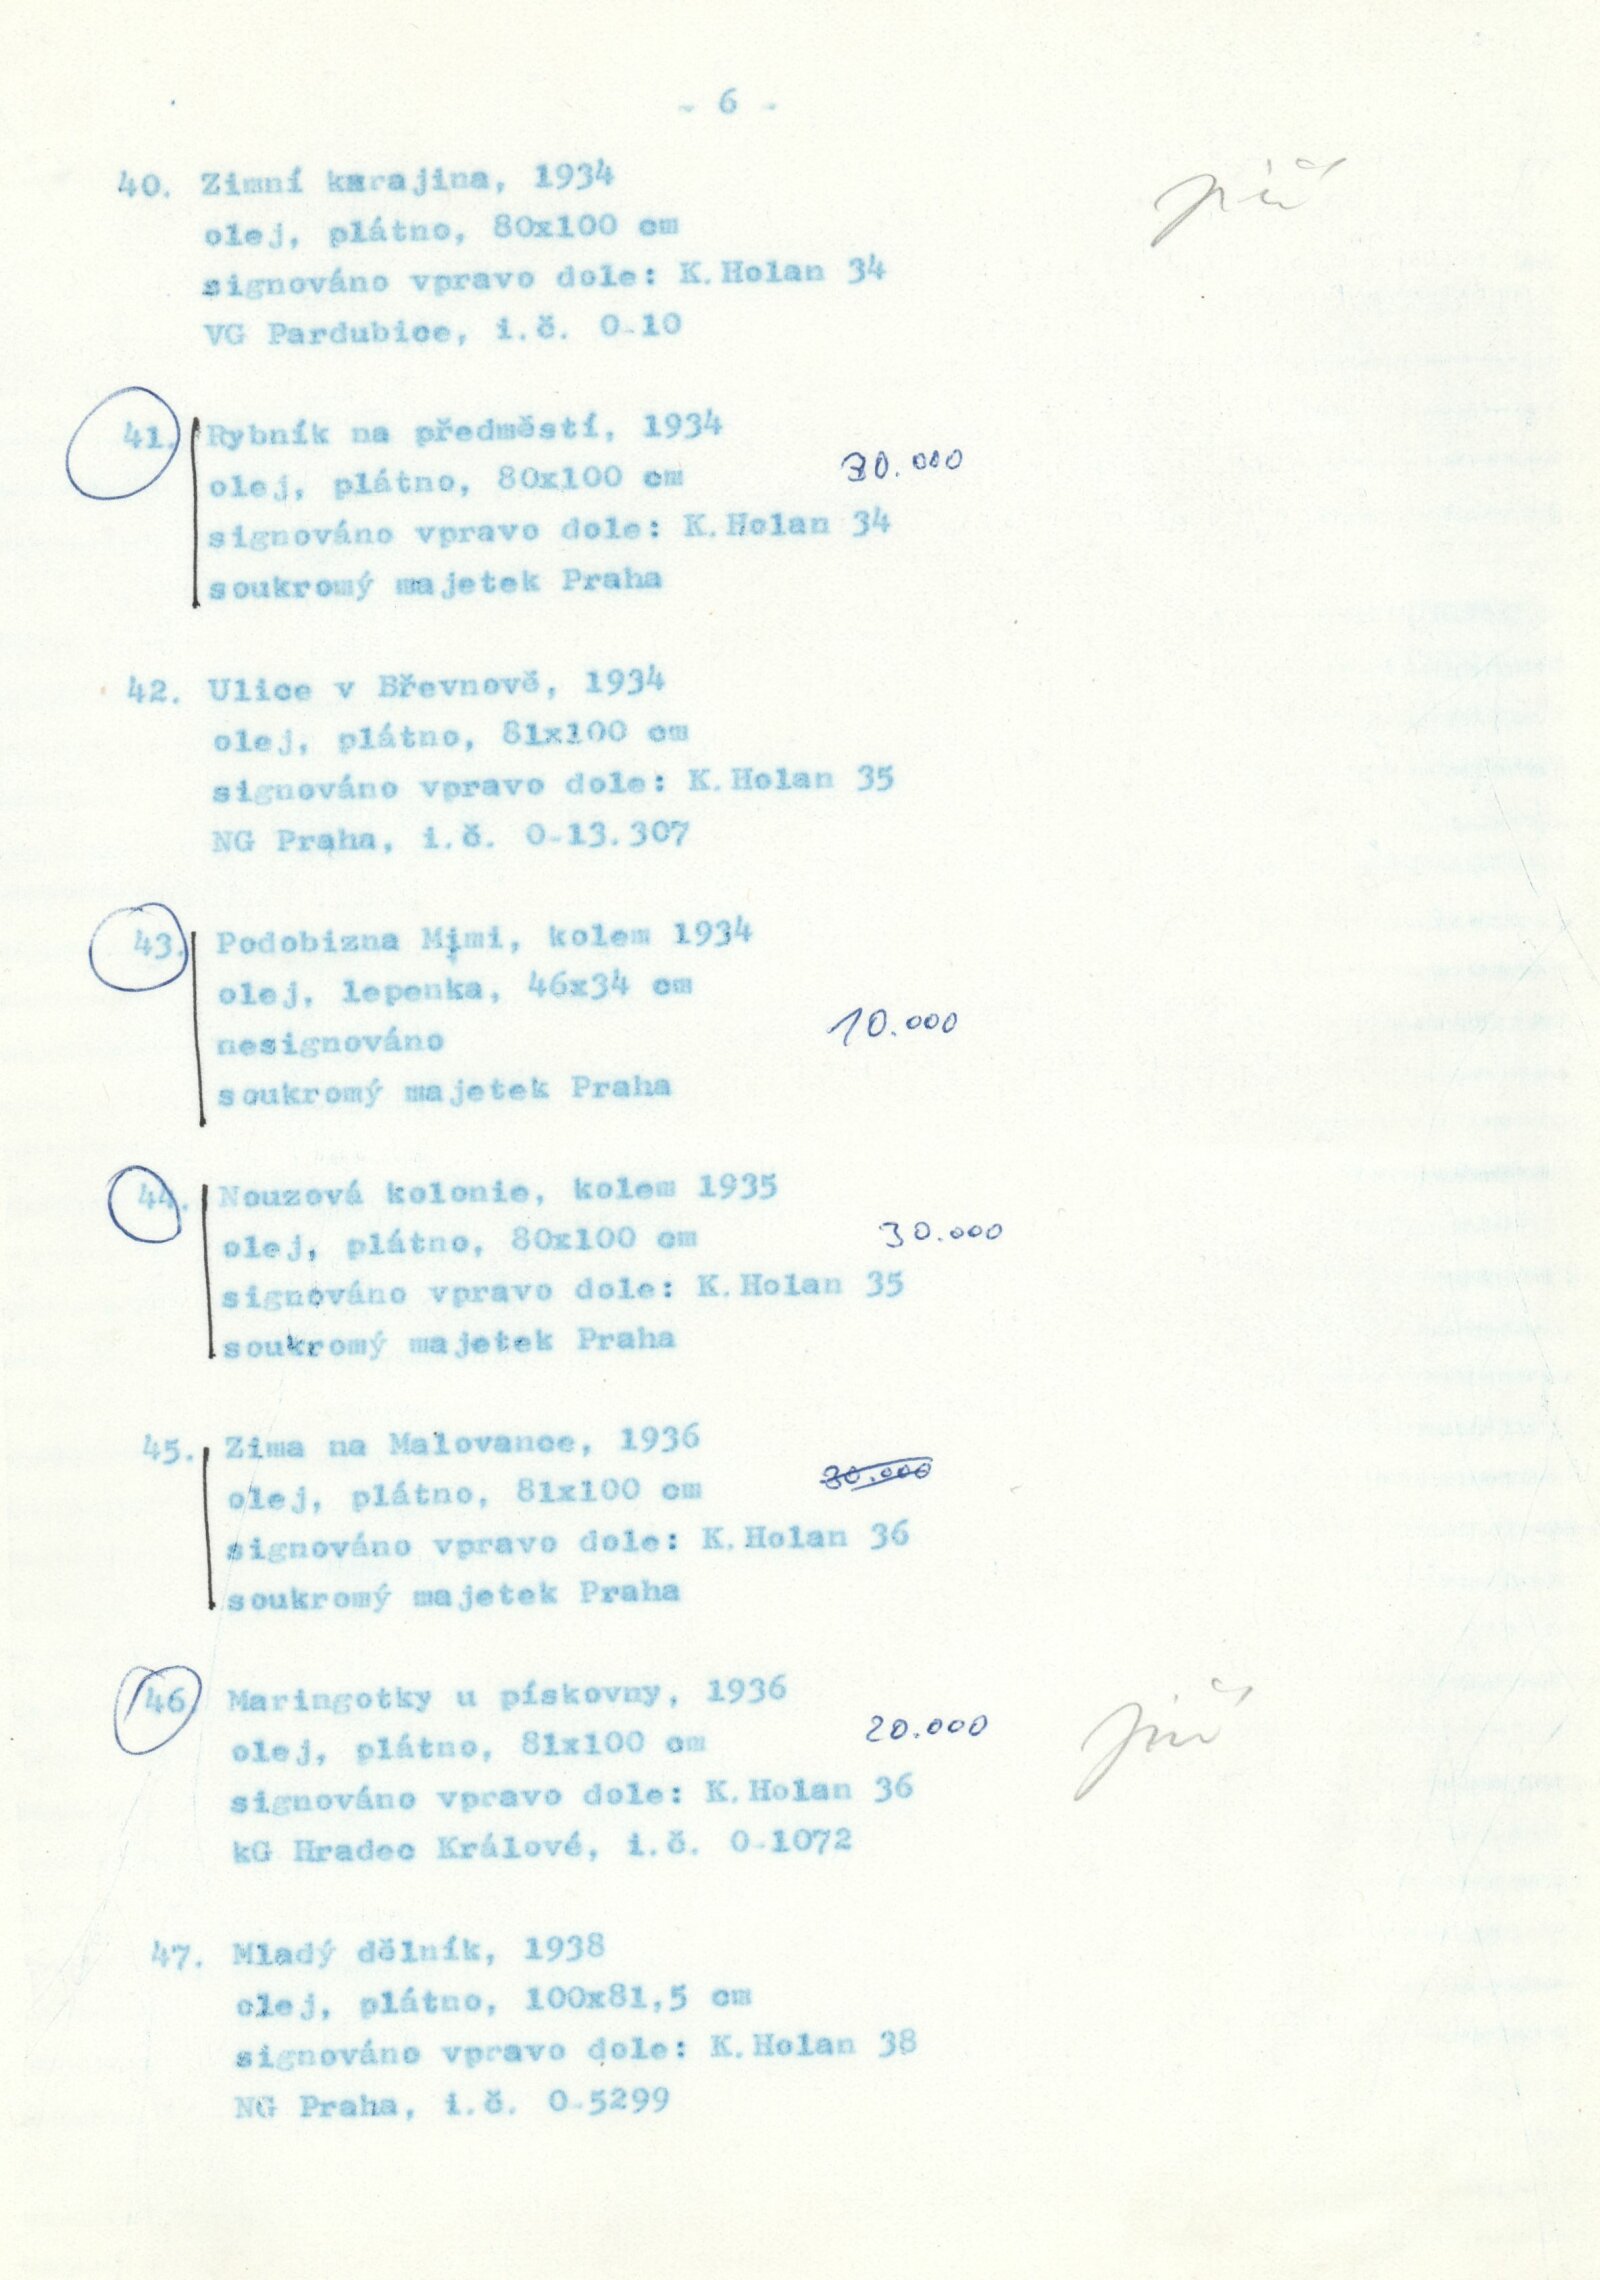 - 6 -
40. Zimní karajina, 1934
olej, plátno, 80x100 cm
signováno vpravo dole: K.Holan 34
VG Pardubice, i.č. O-10
41. Rybník na předměstí, 1934
olej, plátno, 80x100 cm 30.000
signováno vpravo dole: K.Holan 34
soukromý majetek Praha
42. Ulice v Břevnově, 1934
olej, plátno, 81x100 cm
signováno vpravo dole: K.Holan 35
NG Praha, i.č. O-13.307
43. Podobizna Mimi, kolem 1934
olej, lepenka, 46x34 cm
nesignováno 10.000
soukromý majetek Praha
44. Nouzová kolonie, kolem 1935
olej, plátno, 80x100 cm 30.000
signováno vpravo dole: K.Holan 35
soukromý majetek Praha
45. Zima na Malovance, 1936
olej, plátno, 81x100 cm 30.000
signováno vpravo dole: K.Holan 36
soukromý majetek Praha
46. Maringotky u pískovny, 1936
olej, plátno, 81x100 cm 20.000
signováno vpravo dole: K.Holan 36
kG Hradec Králové, i.č. O-1072
47. Mladý dělník, 1938
olej, plátno, 100x81,5 cm
signováno vpravo dole: K.Holan 38
NG Praha, i.č. O-5299